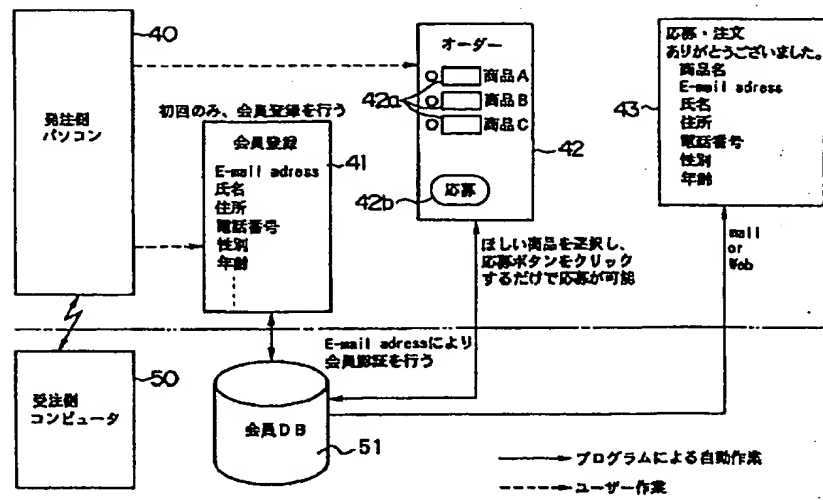 40
発注側
パソコン
初回のみ、会員登録を行う
会員登録
41
E-mail adress
氏名
住所
電話番号
性別
年齢
オーダー
42a
商品A
商品B
商品C
42
42b
応募
ほしい商品を選択し、
応募ボタンをクリック
するだけで応募が可能
応募・注文
ありがとうございました。
商品名
E-mail adress
43
氏名
住所
電話番号
性別
年齢
mail
or
Web
50
受注側
コンピュータ
E-mail adressにより
会員認証を行う
会員DB
51
プログラムによる自動作業
ユーザー作業